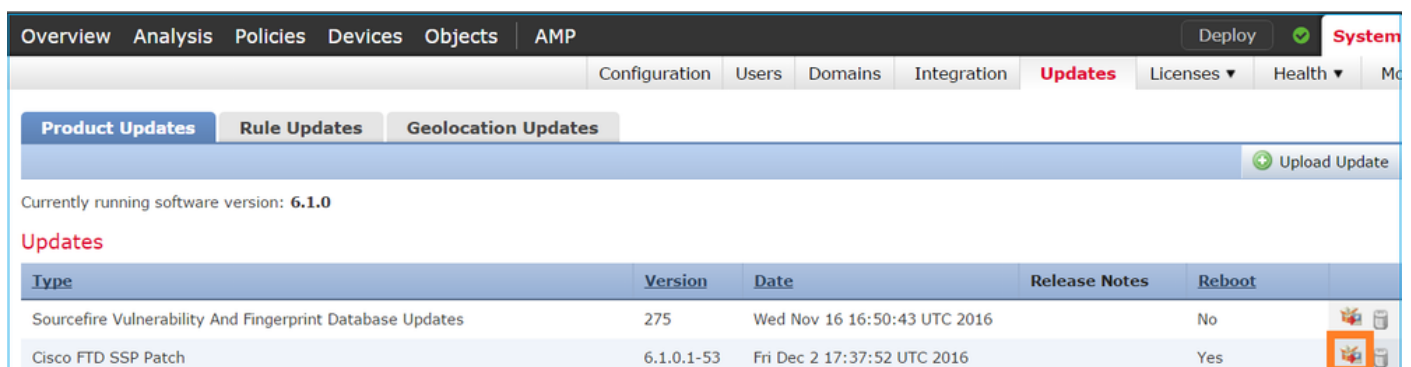 Overview Analysis Policies Devices Objects AMP Deploy System
Configuration Users Domains Integration Updates Licenses ▼ Health ▼ Mo
Product Updates Rule Updates Geolocation Updates
Upload Update
Currently running software version: 6.1.0
Updates
Type Version Date Release Notes Reboot
Sourcefire Vulnerability And Fingerprint Database Updates 275 Wed Nov 16 16:50:43 UTC 2016 No
Cisco FTD SSP Patch 6.1.0.1-53 Fri Dec 2 17:37:52 UTC 2016 Yes